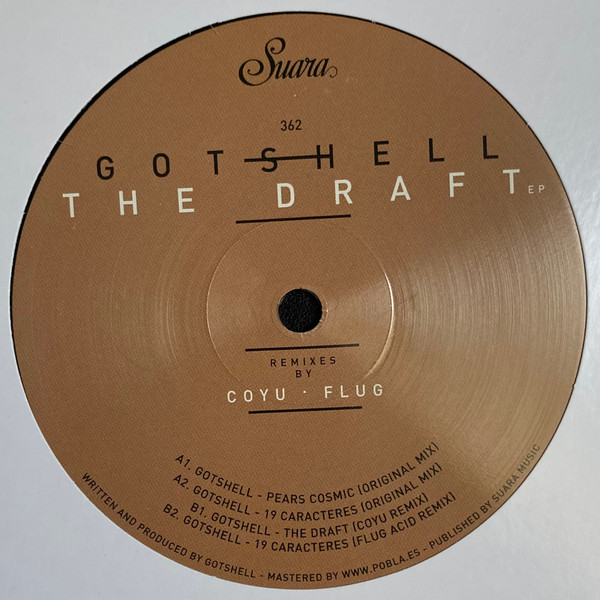 Suara
362
GOTSHELL
THE DRAFT EP
REMIXES
BY
COYU · FLUG
A1. GOTSHELL - PEARS COSMIC (ORIGINAL MIX)
A2. GOTSHELL - 19 CARACTERES (ORIGINAL MIX)
B1. GOTSHELL - THE DRAFT (COYU REMIX)
B2. GOTSHELL - 19 CARACTERES (FLUG ACID REMIX)
WRITTEN AND PRODUCED BY GOTSHELL - MASTERED BY WWW.POBLA.ES - PUBLISHED BY SUARA MUSIC